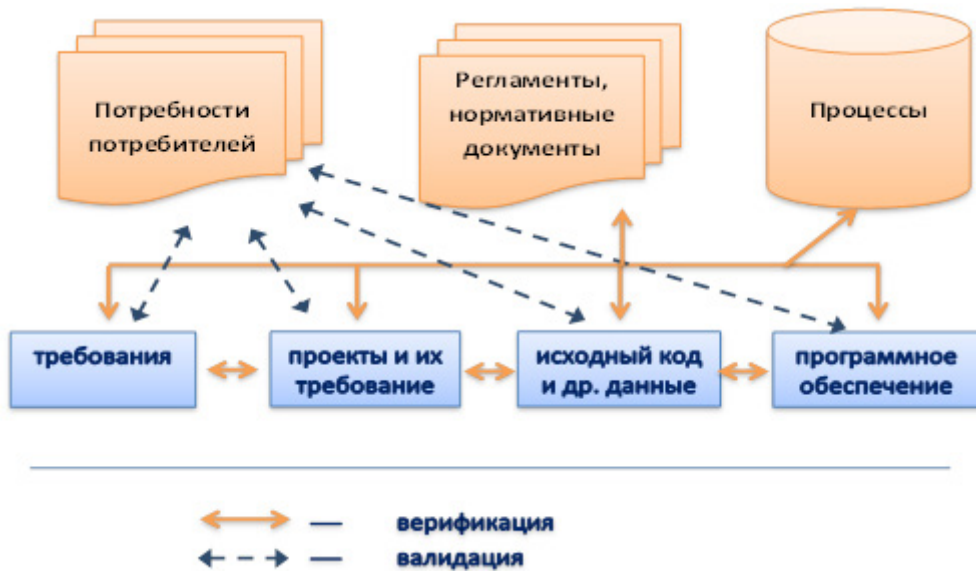 Потребности
потребителей
Регламенты,
нормативные
документы
Процессы
требования
проекты и их
требование
исходный код
и др. данные
программное
обеспечение
— верификация
— валидация